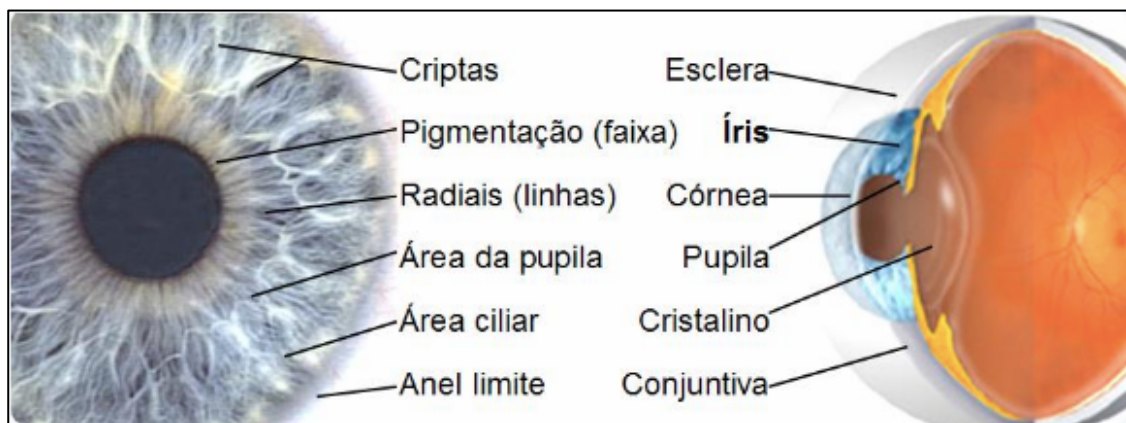 Criptas
Pigmentação (faixa)
Radiais (linhas)
Área da pupila
Área ciliar
Anel limite
Esclera
Íris
Córnea
Pupila
Cristalino
Conjuntiva